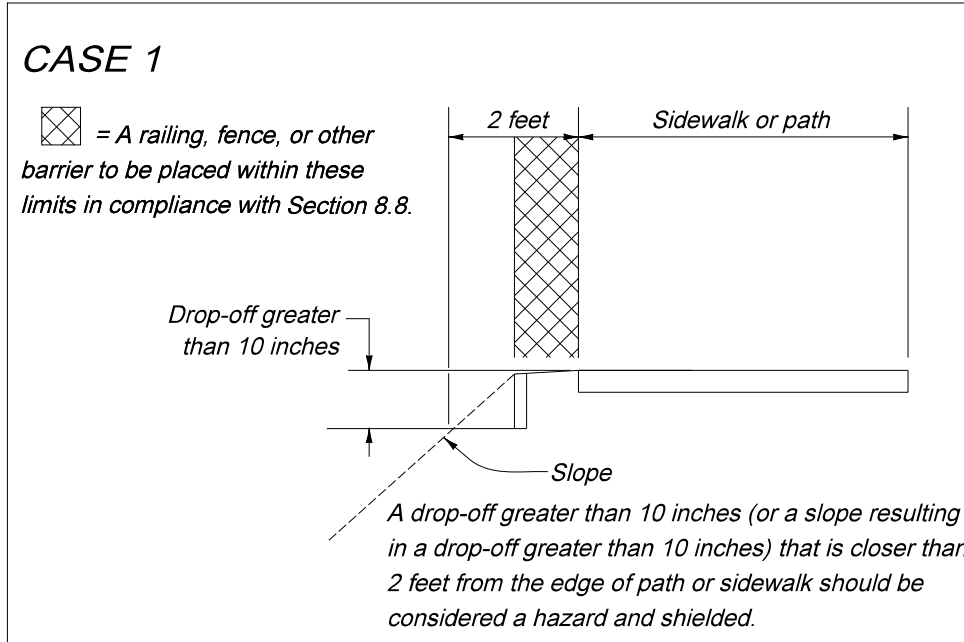 CASE 1
= A railing, fence, or other
barrier to be placed within these
limits in compliance with Section 8.8.
2 feet
Sidewalk or path
Drop-off greater
than 10 inches
Slope
A drop-off greater than 10 inches (or a slope resulting
in a drop-off greater than 10 inches) that is closer than
2 feet from the edge of path or sidewalk should be
considered a hazard and shielded.